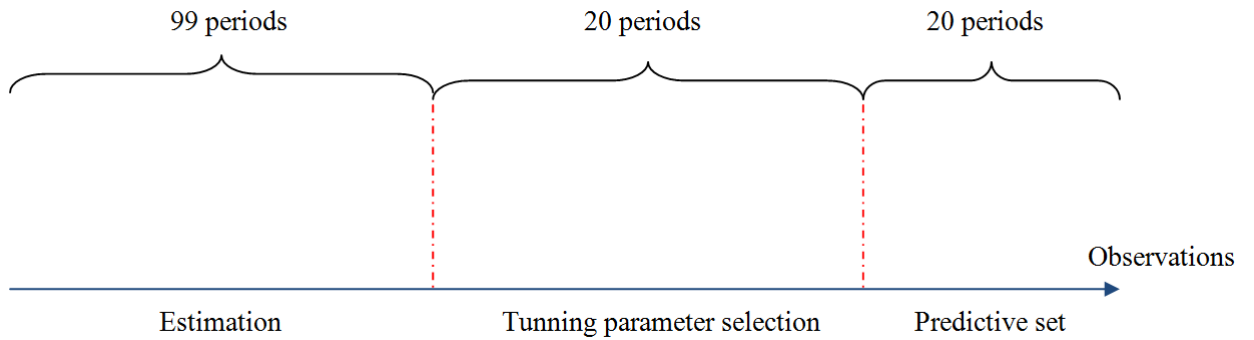 99 periods
20 periods
20 periods
Observations
Estimation
Tunning parameter selection
Predictive set